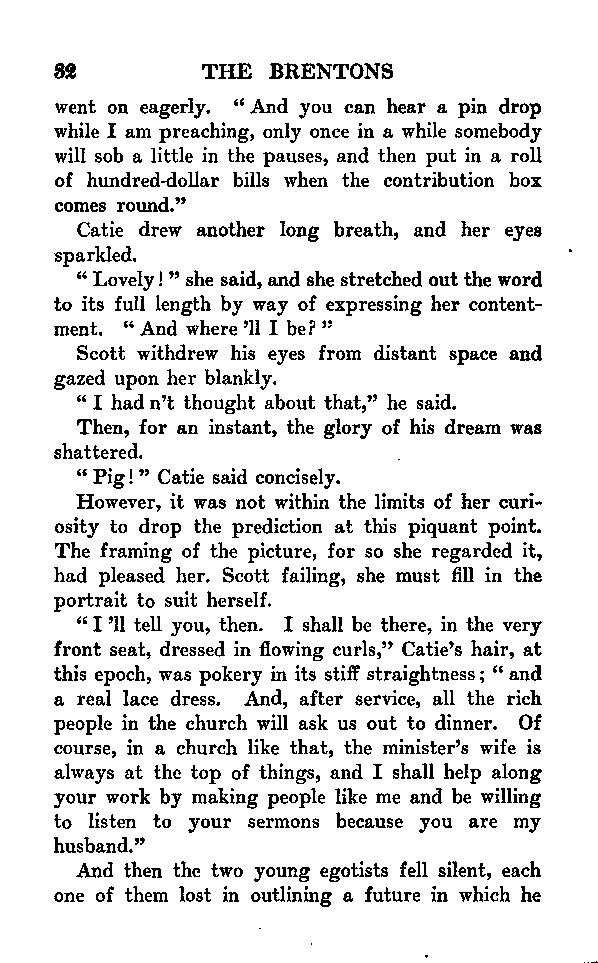 32 THE BRENTONS
went on eagerly. “ And you can hear a pin drop
while I am preaching, only once in a while somebody
will sob a little in the pauses, and then put in a roll
of hundred-dollar bills when the contribution box
comes round.”
Catie drew another long breath, and her eyes
sparkled.
“ Lovely! ” she said, and she stretched out the word
to its full length by way of expressing her content-
ment. “ And where ’ll I be? ”
Scott withdrew his eyes from distant space and
gazed upon her blankly.
“ I had n’t thought about that,” he said.
Then, for an instant, the glory of his dream was
shattered.
“ Pig! ” Catie said concisely.
However, it was not within the limits of her curi-
osity to drop the prediction at this piquant point.
The framing of the picture, for so she regarded it,
had pleased her. Scott failing, she must fill in the
portrait to suit herself.
“ I ’ll tell you, then. I shall be there, in the very
front seat, dressed in flowing curls,” Catie’s hair, at
this epoch, was pokery in its stiff straightness; “ and
a real lace dress. And, after service, all the rich
people in the church will ask us out to dinner. Of
course, in a church like that, the minister’s wife is
always at the top of things, and I shall help along
your work by making people like me and be willing
to listen to your sermons because you are my
husband.”
And then the two young egotists fell silent, each
one of them lost in outlining a future in which he